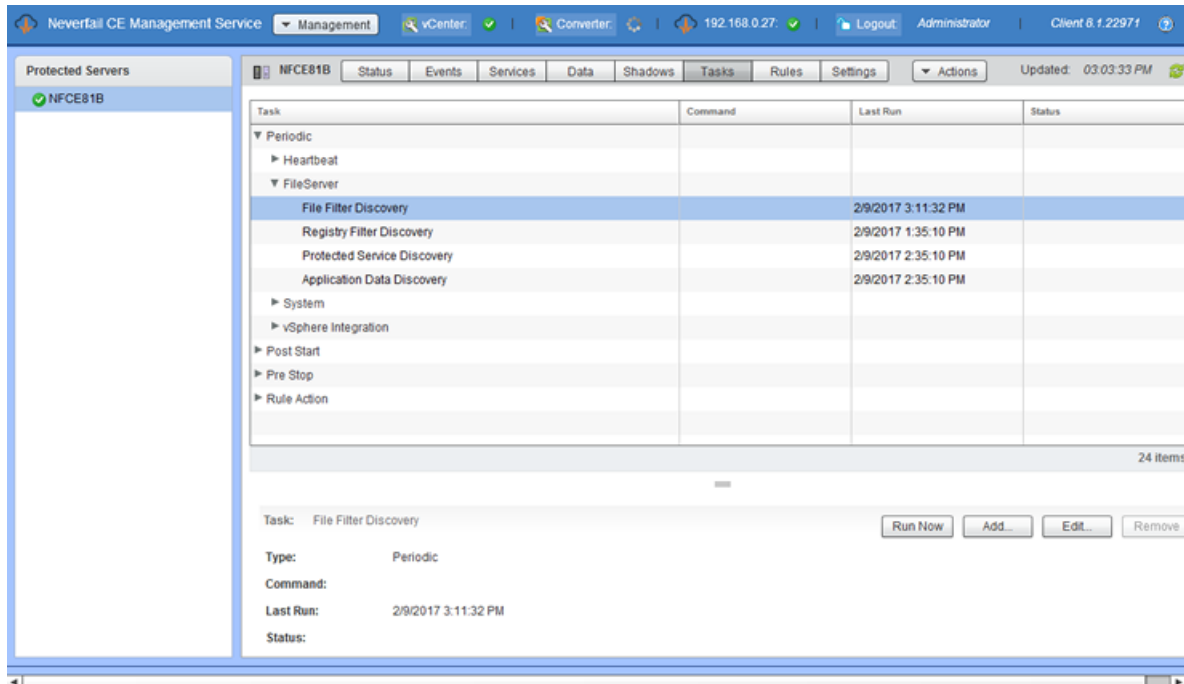 Neverfail CE Management Service Management vCenter: Converter: 192.168.0.27: Logout Administrator Client 8.1.22971
Protected Servers
NFCE81B
NFCE81B Status Events Services Data Shadows Tasks Rules Settings Actions Updated: 03:03:33 PM
Task Command Last Run Status
Periodic
Heartbeat
FileServer
File Filter Discovery 2/9/2017 3:11:32 PM
Registry Filter Discovery 2/9/2017 1:35:10 PM
Protected Service Discovery 2/9/2017 2:35:10 PM
Application Data Discovery 2/9/2017 2:35:10 PM
System
vSphere Integration
Post Start
Pre Stop
Rule Action
24 items
Task: File Filter Discovery Run Now Add... Edit... Remove
Type: Periodic
Command:
Last Run: 2/9/2017 3:11:32 PM
Status: